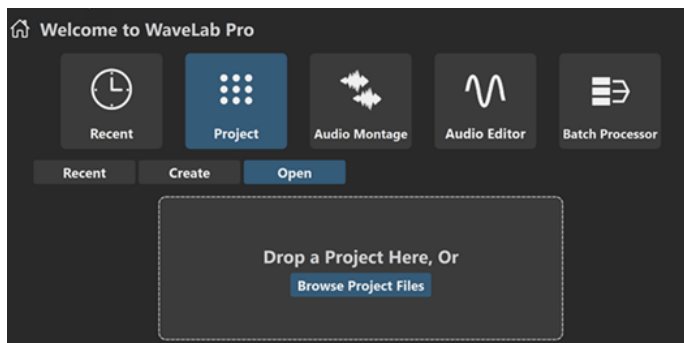 Welcome to WaveLab Pro
Recent Project Audio Montage Audio Editor Batch Processor
Recent Create Open
Drop a Project Here, Or
Browse Project Files